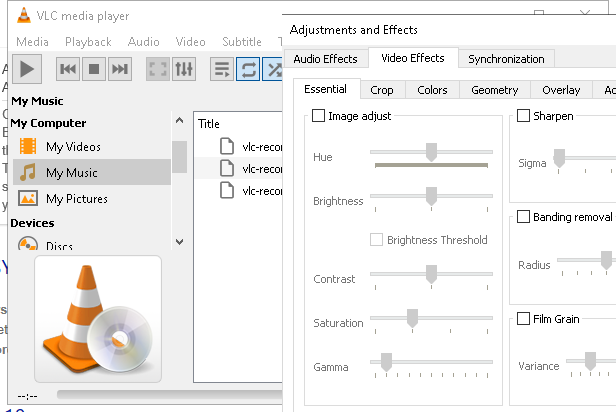 VLC media player
Media Playback Audio Video Subtitle
My Music
My Computer
My Videos
My Music
My Pictures
Devices
Discs
Title
vlc-recor
vlc-recor
vlc-recor
--:--
Adjustments and Effects
Audio Effects Video Effects Synchronization
Essential Crop Colors Geometry Overlay
Image adjust
Hue
Brightness
Brightness Threshold
Contrast
Saturation
Gamma
Sharpen
Sigma
Banding removal
Radius
Film Grain
Variance